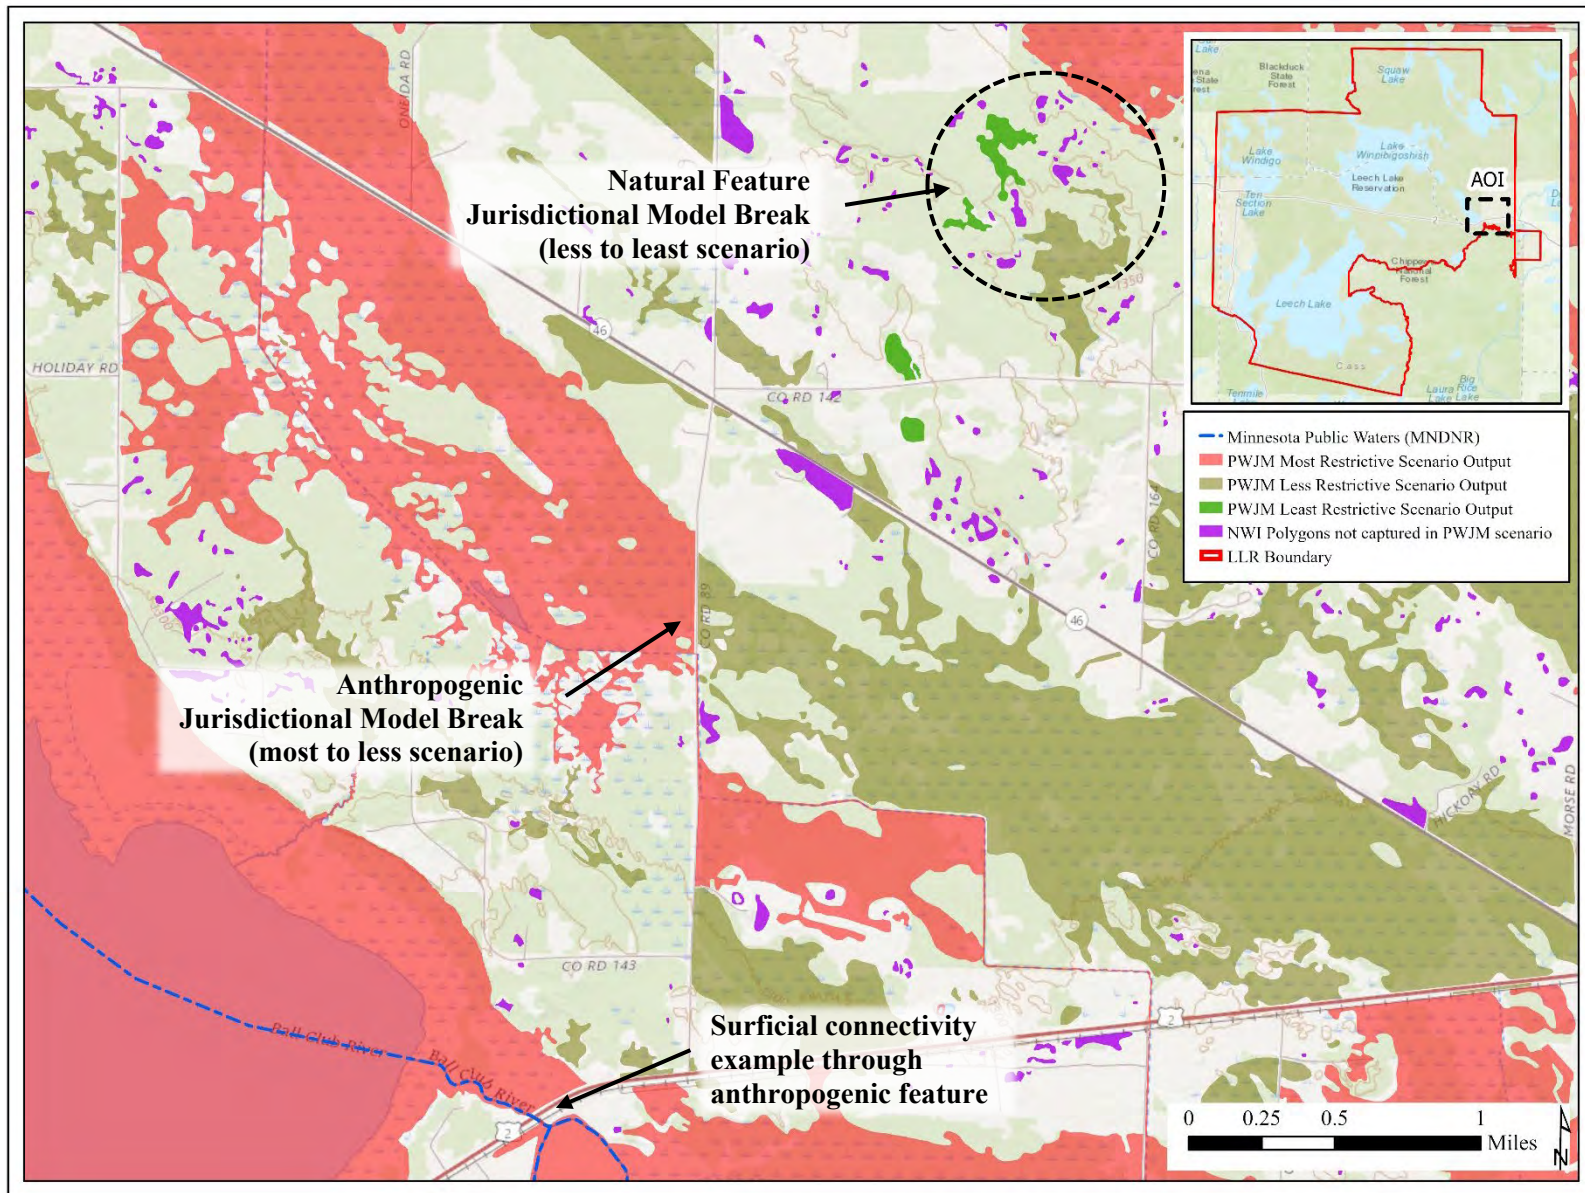 ONEIDA RD
Natural Feature
Jurisdictional Model Break
(less to least scenario)
1350
46
HOLIDAY RD
CO RD 142
CO RD 164
CO RD 89
46
1300
Anthropogenic
Jurisdictional Model Break
(most to less scenario)
HICKORY RD
MORSE RD
CO RD 143
Ball Club River
Ball Club River
Surficial connectivity
example through
anthropogenic feature
2
2
Lake
State
Forest
Blackduck
State
Forest
Squaw
Lake
Lake
Windigo
Lake
Winnibigoshish
Leech Lake
Reservation
AOI
Ten
Section
Lake
2
Chippewa
National
Forest
Leech Lake
Cass
Big
Laura Rice
Lake Lake
Minnesota Public Waters (MNDNR)
PWJM Most Restrictive Scenario Output
PWJM Less Restrictive Scenario Output
PWJM Least Restrictive Scenario Output
NWI Polygons not captured in PWJM scenario
LLR Boundary
0 0.25 0.5 1
Miles
N